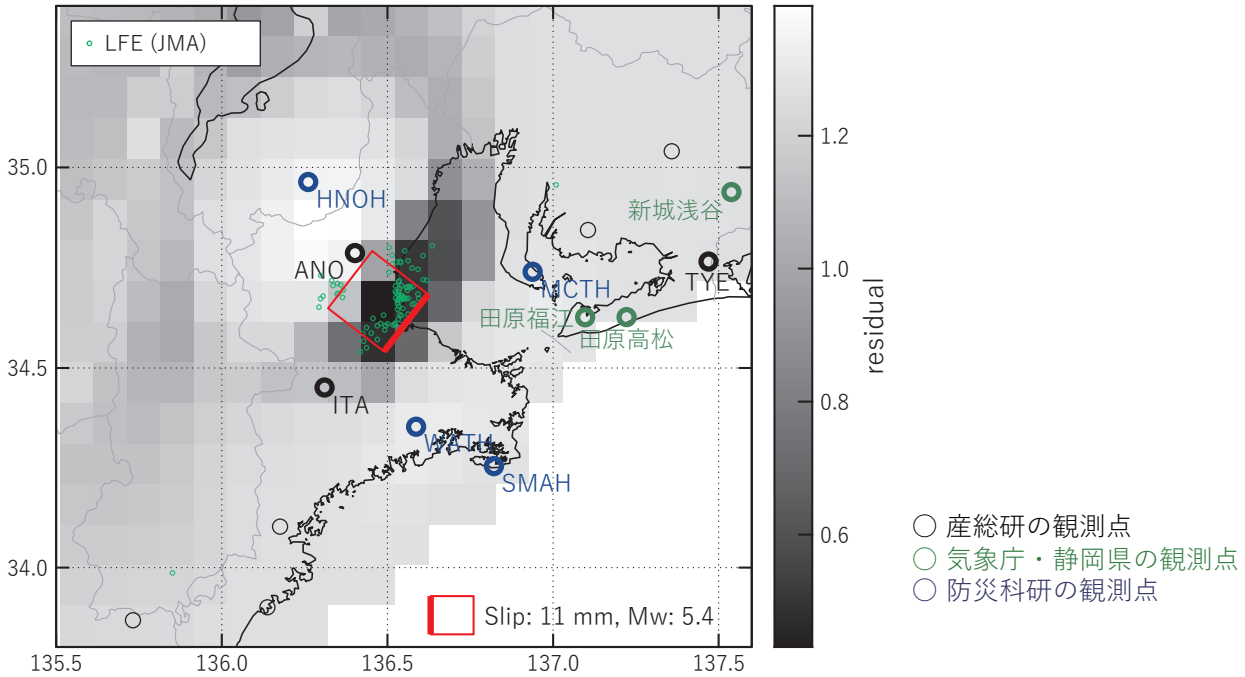 LFE (JMA)
35.0
34.5
34.0
135.5
136.0
136.5
137.0
137.5
HNOH
新城浅谷
ANO
MCTH
TYE
田原福江
田原高松
ITA
WATH
SMAH
Slip: 11 mm, Mw: 5.4
1.2
1.0
0.8
0.6
residual
産総研の観測点
気象庁・静岡県の観測点
防災科研の観測点